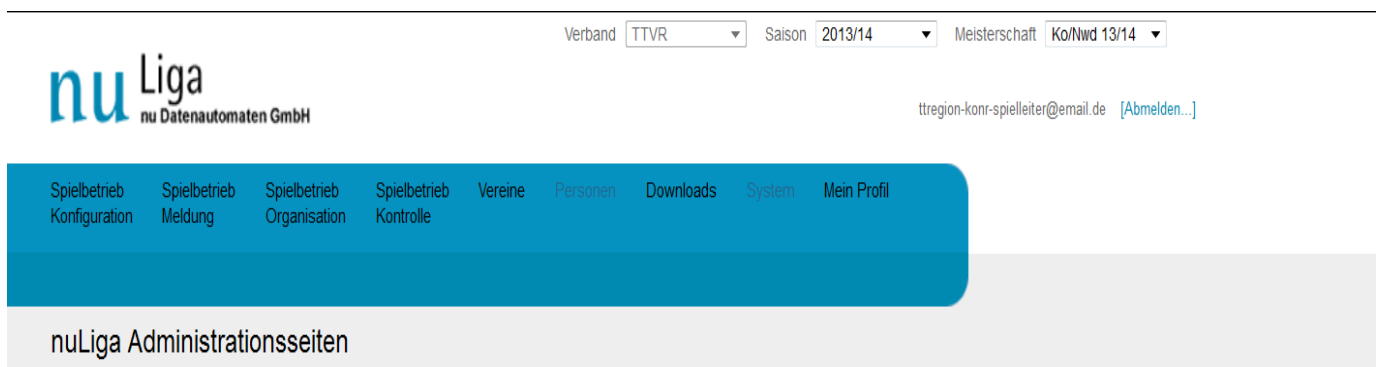 Verband TTVR Saison 2013/14 Meisterschaft Ko/Nwd 13/14
nu Liga
nu Datenautomaten GmbH
ttregion-konr-spielleiter@email.de [Abmelden...]
Spielbetrieb Spielbetrieb Spielbetrieb Spielbetrieb Vereine Personen Downloads System Mein Profil
Konfiguration Meldung Organisation Kontrolle
nuLiga Administrationsseiten